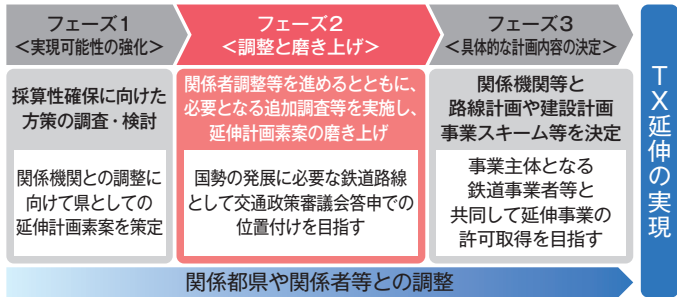 フェーズ1
<実現可能性の強化>
採算性確保に向けた
方策の調査・検討
関係機関との調整に
向けて県としての
延伸計画素案を策定
フェーズ2
<調整と磨き上げ>
関係者調整等を進めるとともに、
必要となる追加調査等を実施し、
延伸計画素案の磨き上げ
国勢の発展に必要な鉄道路線
として交通政策審議会答申での
位置付けを目指す
フェーズ3
<具体的な計画内容の決定>
関係機関等と
路線計画や建設計画
事業スキーム等を決定
事業主体となる
鉄道事業者等と
共同して延伸事業の
許可取得を目指す
関係都県や関係者等との調整
TX延伸の実現